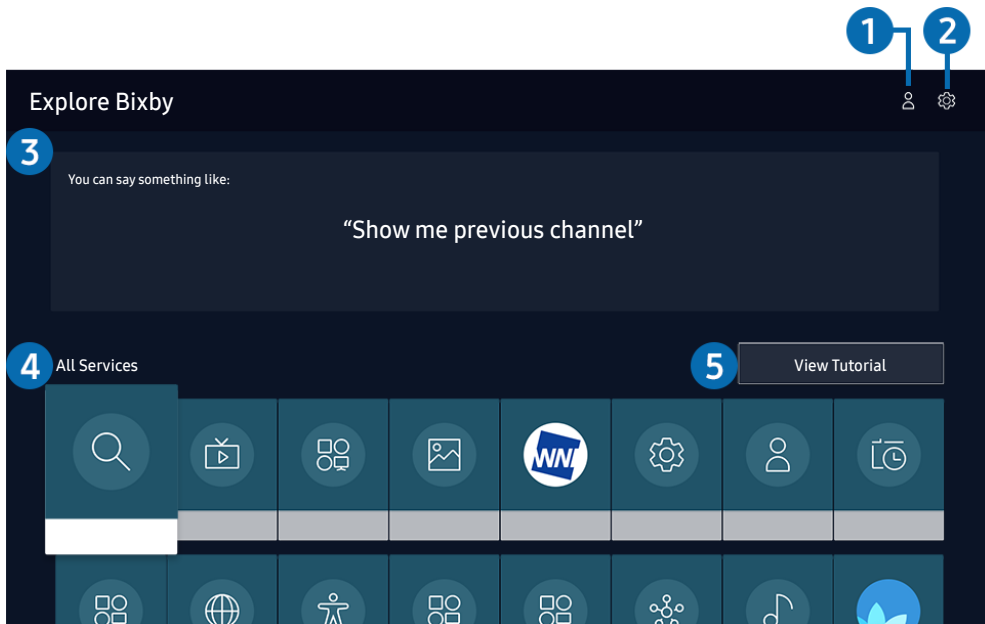 1 2
Explore Bixby
3
You can say something like:
“Show me previous channel”
4 All Services
5 View Tutorial
WNI